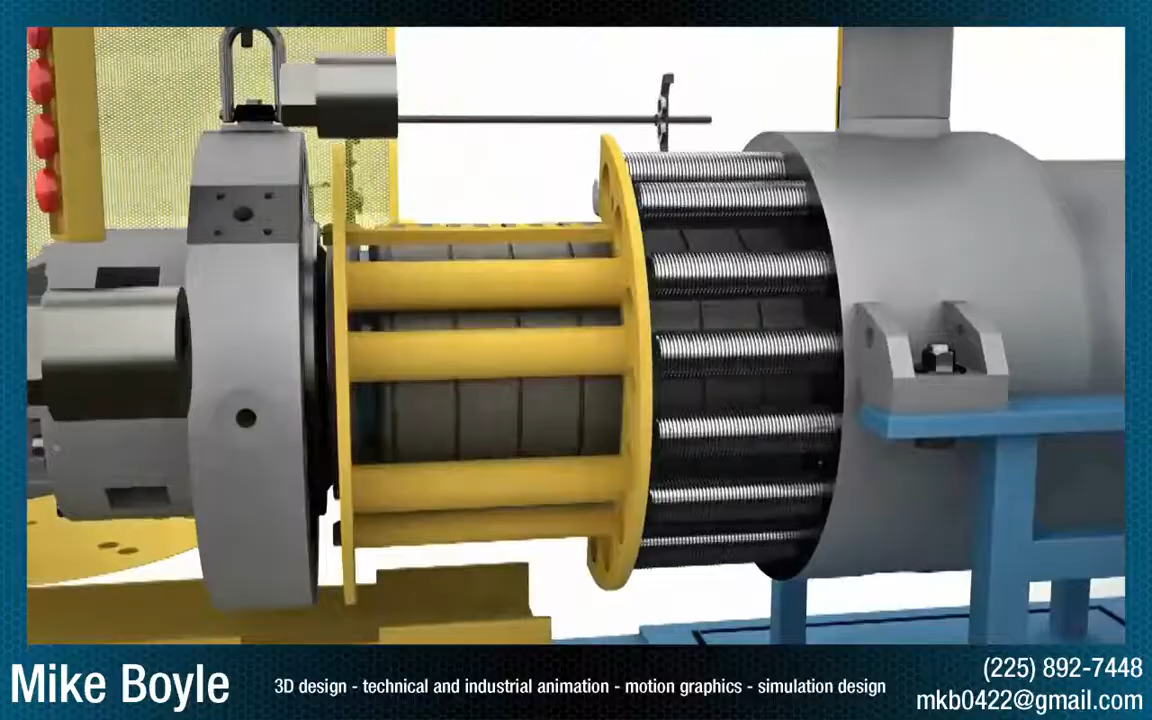 Mike Boyle
3D design - technical and industrial animation - motion graphics - simulation design
(225) 892-7448
mkb0422@gmail.com